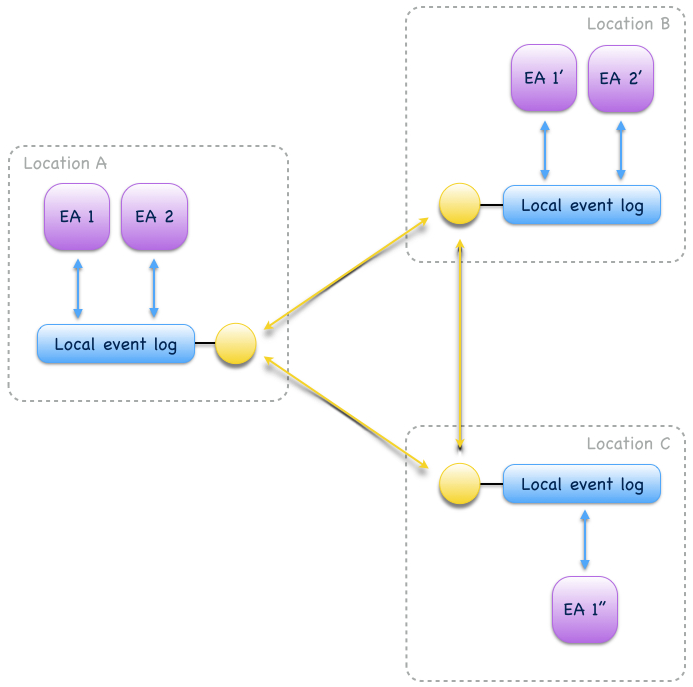 Location B
EA 1′
EA 2′
Local event log
Location A
EA 1
EA 2
Local event log
Location C
Local event log
EA 1″